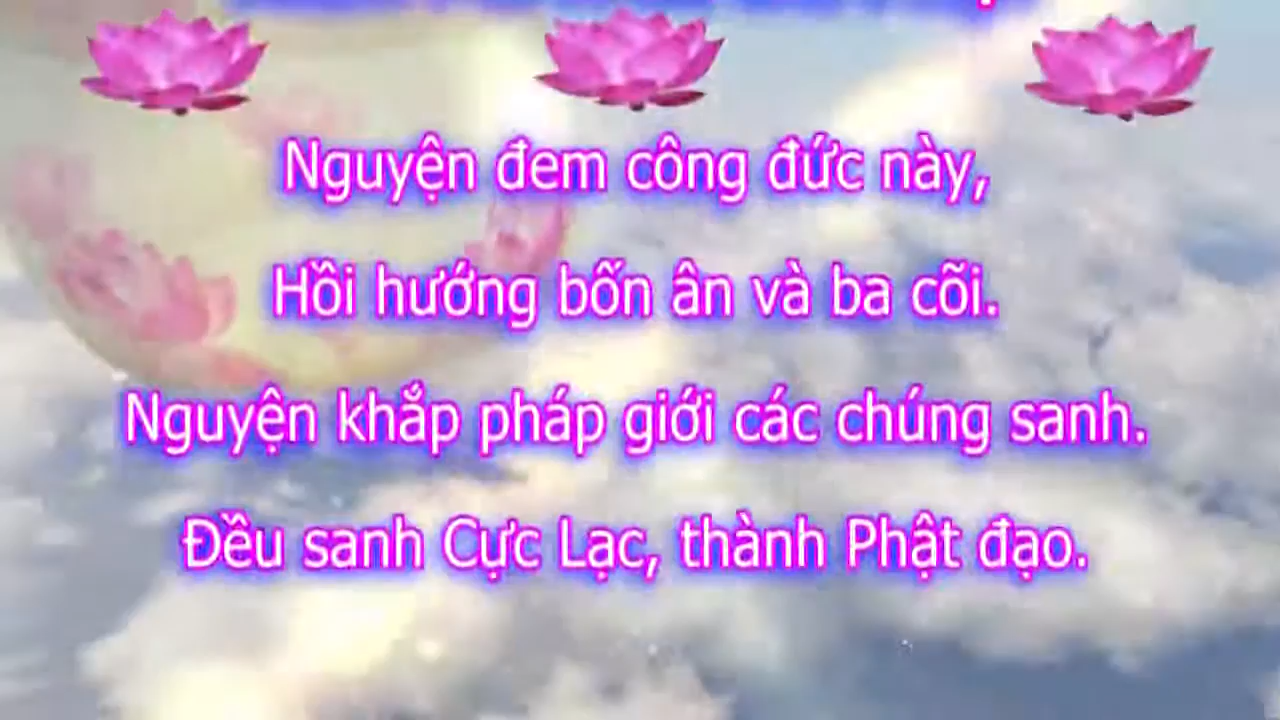 Nguyện đem công đức này,
Hồi hướng bốn ân và ba cõi.
Nguyện khắp pháp giới các chúng sanh.
Đều sanh Cực Lạc, thành Phật đạo.